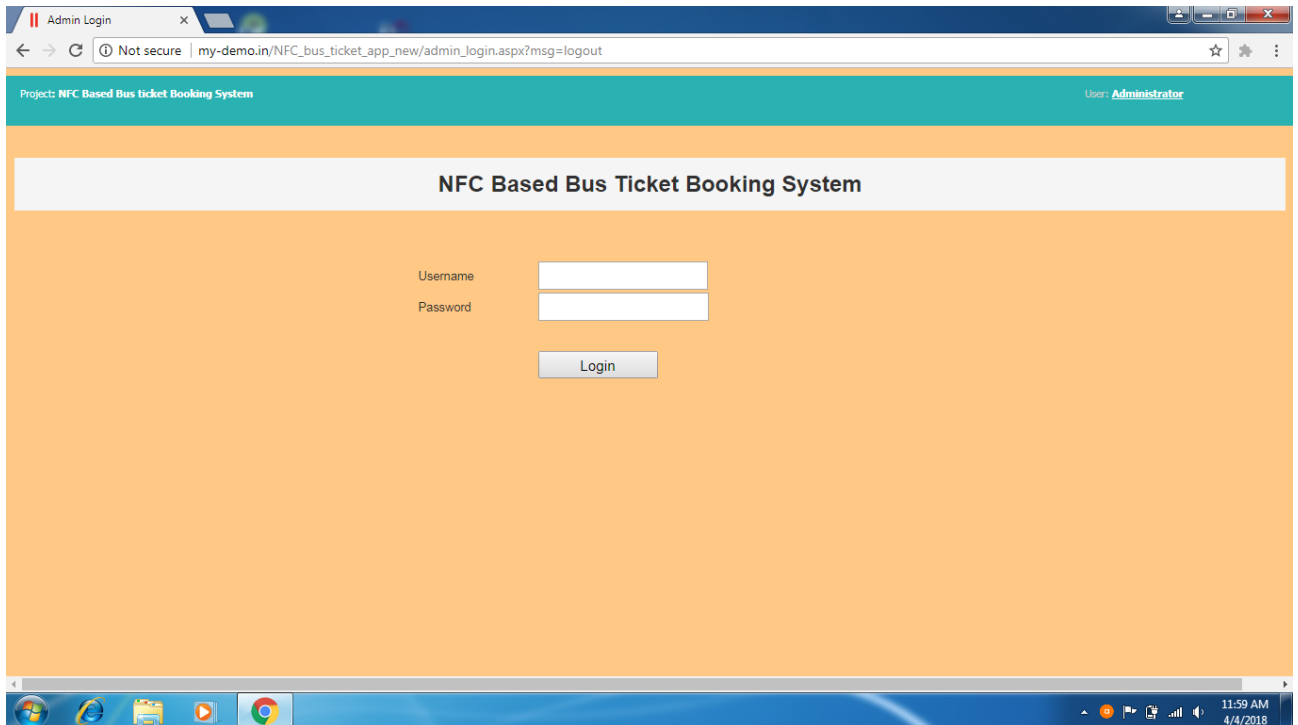 Admin Login
Not secure my-demo.in/NFC_bus_ticket_app_new/admin_login.aspx?msg=logout
Project: NFC Based Bus ticket Booking System User: Administrator
NFC Based Bus Ticket Booking System
Username
Password
Login
11:59 AM
4/4/2018